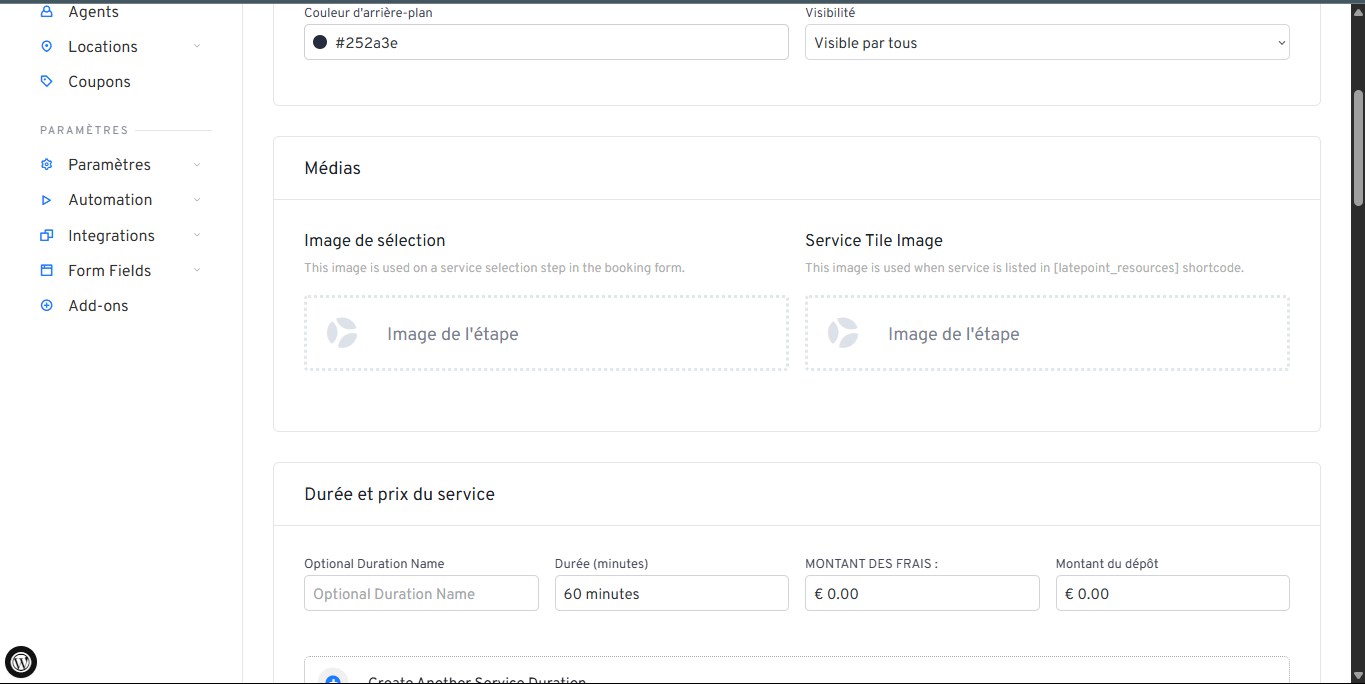 Agents
Locations
Coupons
PARAMÈTRES
Paramètres
Automation
Integrations
Form Fields
Add-ons
Couleur d'arrière-plan
Visibilité
#252a3e
Visible par tous
Médias
Image de sélection
Service Tile Image
This image is used on a service selection step in the booking form.
This image is used when service is listed in [latepoint_resources] shortcode.
Image de l'étape
Image de l'étape
Durée et prix du service
Optional Duration Name
Durée (minutes)
MONTANT DES FRAIS :
Montant du dépôt
Optional Duration Name
60 minutes
€ 0.00
€ 0.00
Create Another Service Duration